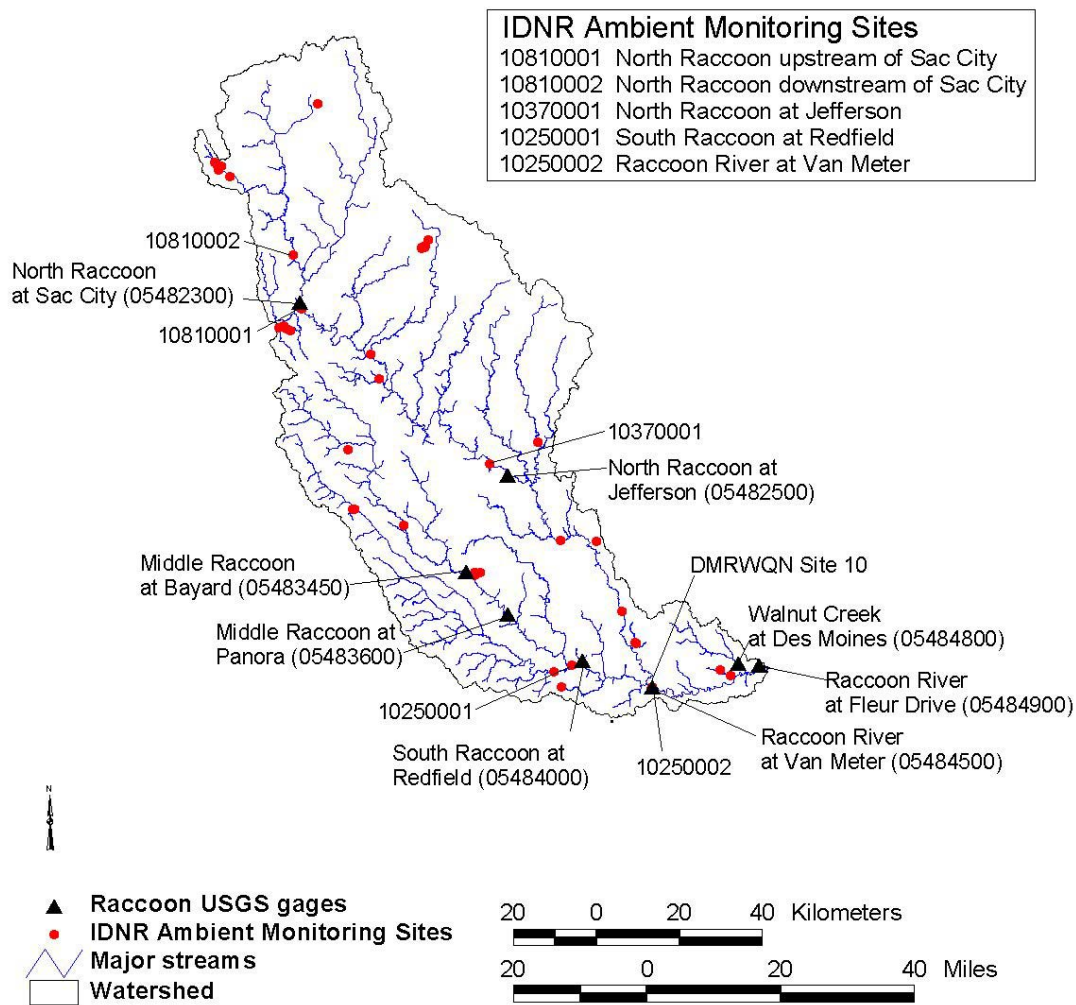 IDNR Ambient Monitoring Sites
10810001 North Raccoon upstream of Sac City
10810002 North Raccoon downstream of Sac City
10370001 North Raccoon at Jefferson
10250001 South Raccoon at Redfield
10250002 Raccoon River at Van Meter
10810002
North Raccoon
at Sac City (05482300)
10810001
10370001
North Raccoon at
Jefferson (05482500)
Middle Raccoon
at Bayard (05483450)
DMRWQN Site 10
Walnut Creek
at Des Moines (05484800)
Middle Raccoon at
Panora (05483600)
Raccoon River
at Fleur Drive (05484900)
10250001
South Raccoon at
Redfield (05484000)
10250002
Raccoon River
at Van Meter (05484500)
N
Raccoon USGS gages
IDNR Ambient Monitoring Sites
Major streams
Watershed
20 0 20 40 Kilometers
20 0 20 40 Miles